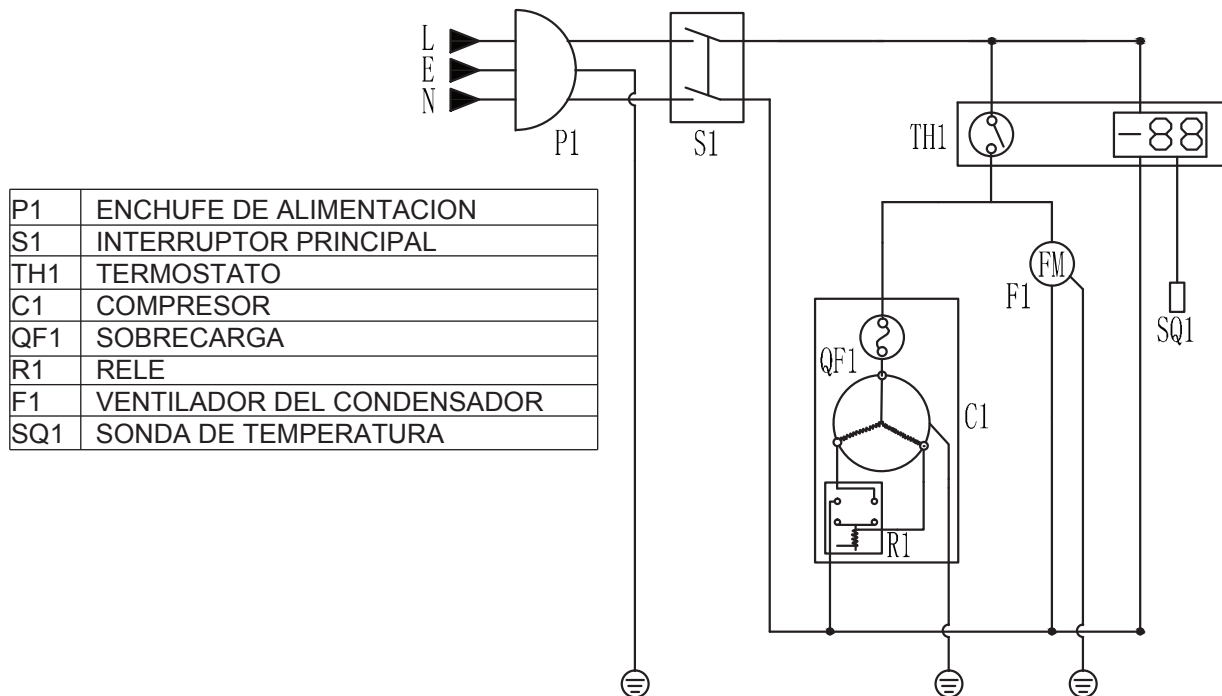 L
E
N
P1
S1
TH1
-88
FM
F1
SQ1
QF1
C1
R1
P1 ENCHUFE DE ALIMENTACION
S1 INTERRUPTOR PRINCIPAL
TH1 TERMOSTATO
C1 COMPRESOR
QF1 SOBRECARGA
R1 RELE
F1 VENTILADOR DEL CONDENSADOR
SQ1 SONDA DE TEMPERATURA